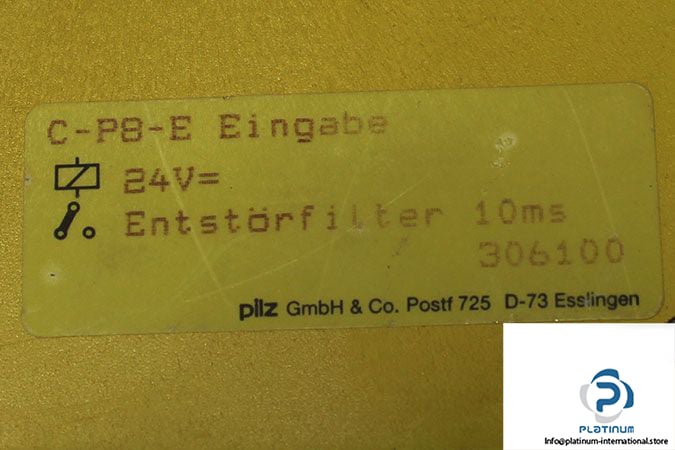 C-P8-E Eingabe
24V=
Entstörfilter 10ms
306100
pilz GmbH & Co. Postf 725 D-73 Esslingen
PLATINUM
Info@platinum-international.store